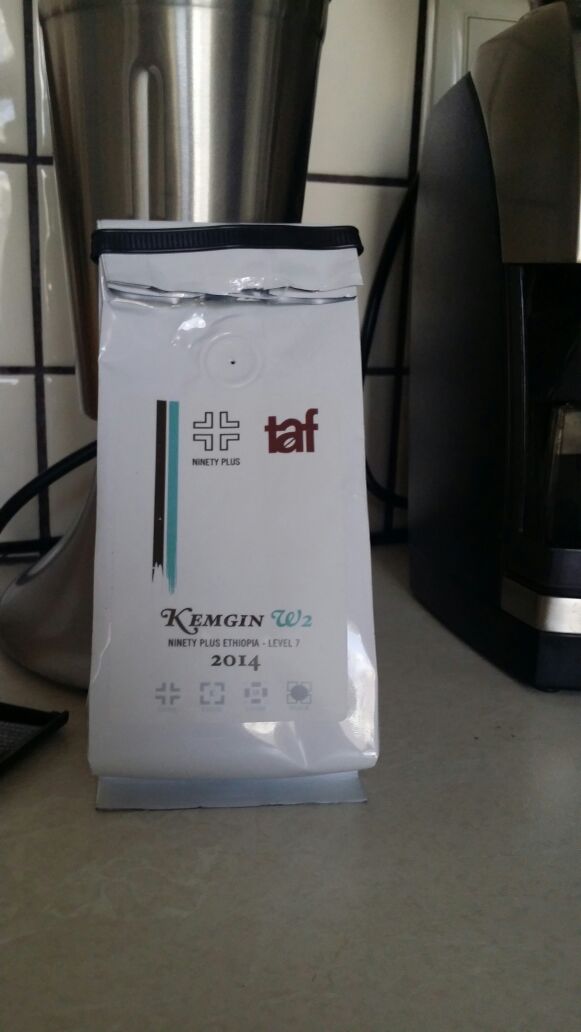 NINETY PLUS
taf
KEMGIN W2
NINETY PLUS ETHIOPIA - LEVEL 7
2014